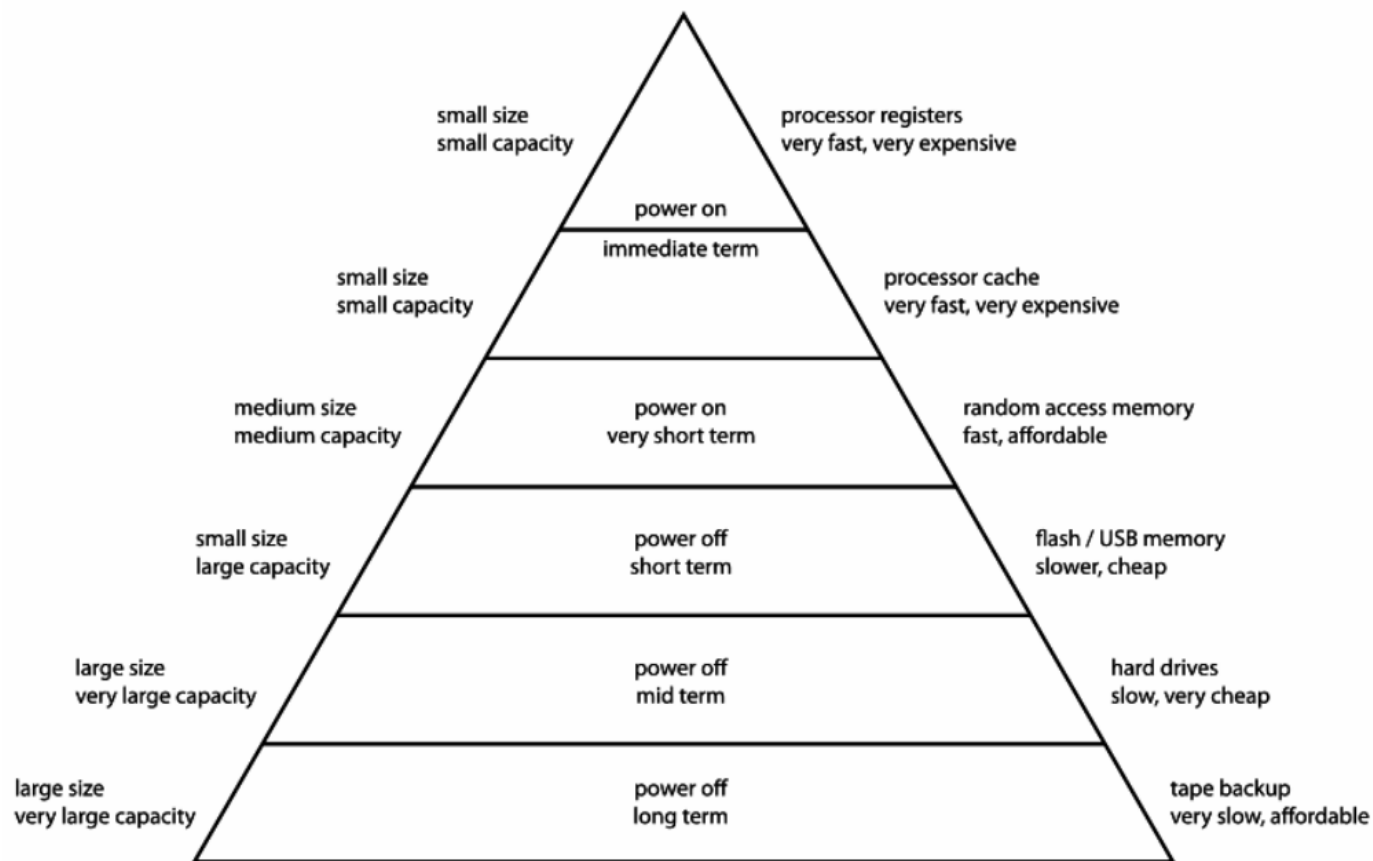 small size
small capacity
processor registers
very fast, very expensive
power on
immediate term
small size
small capacity
processor cache
very fast, very expensive
medium size
medium capacity
power on
very short term
random access memory
fast, affordable
small size
large capacity
power off
short term
flash / USB memory
slower, cheap
large size
very large capacity
power off
mid term
hard drives
slow, very cheap
large size
very large capacity
power off
long term
tape backup
very slow, affordable